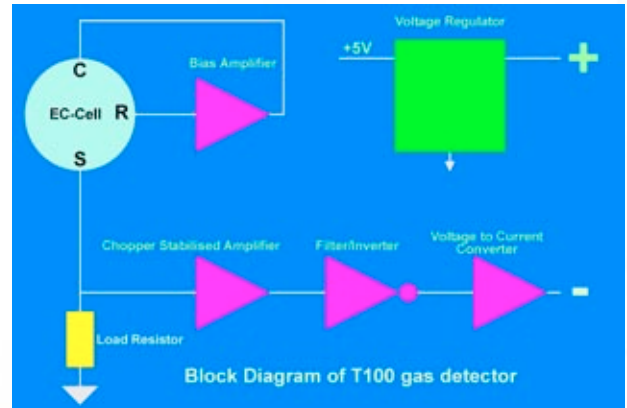 Voltage Regulator
+5V
+
C
Bias Amplifier
EC-Cell
R
S
Chopper Stabilised Amplifier
Filter/Inverter
Voltage to Current
Converter
-
Load Resistor
Block Diagram of T100 gas detector